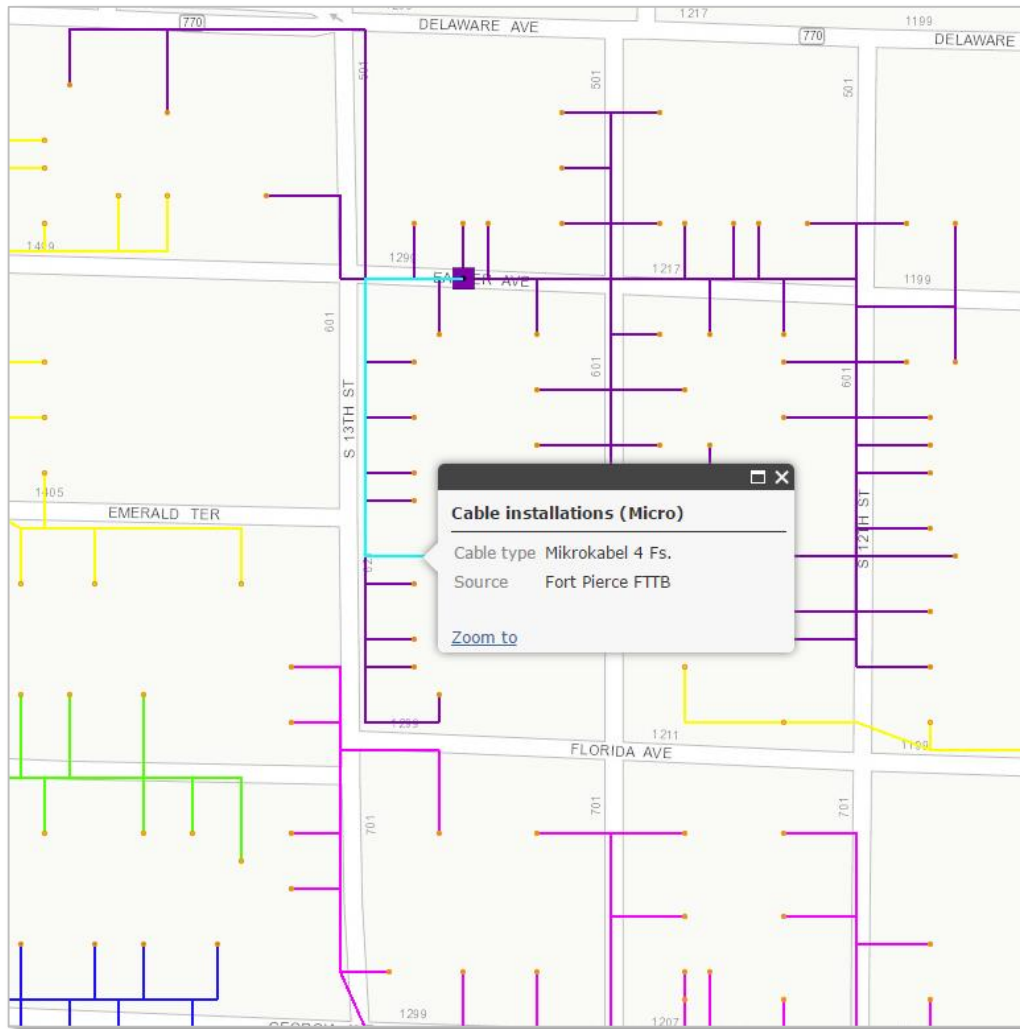 770
1217
1199
DELAWARE AVE
770
DELAWARE
501
501
501
1409
1299
1217
1199
AVE
601
601
601
S 13TH ST
1405
EMERALD TER
S 12TH ST
Cable installations (Micro)
Cable type Mikrokabel 4 Fs.
Source Fort Pierce FTTB
Zoom to
1299
1211
1199
FLORIDA AVE
701
701
701
1299
1207